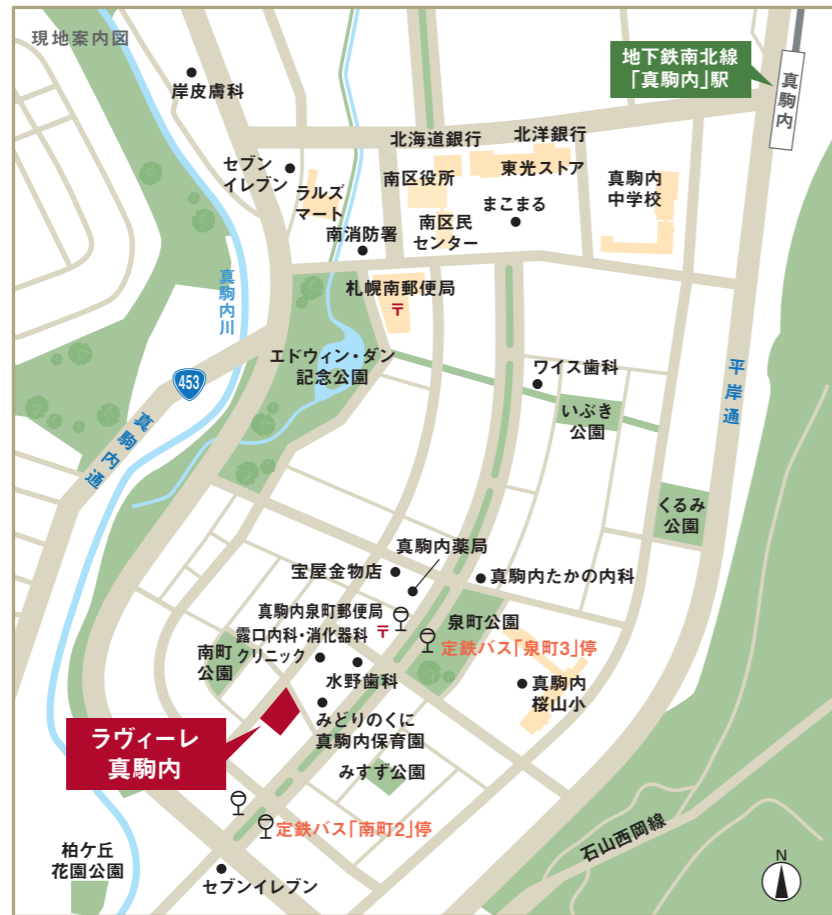 現地案内図
岸皮膚科
地下鉄南北線
「真駒内」駅
真駒内
北海道銀行
北洋銀行
セブン
イレブン
ラルズ
マート
南区役所
東光ストア
真駒内
中学校
まこまる
南消防署
南区民
センター
真駒内川
札幌南郵便局
〒
エドウィン・ダン
記念公園
ワイス歯科
453
いぶき
公園
平岸通
真駒内通
くるみ
公園
真駒内薬局
宝屋金物店
真駒内たかの内科
真駒内泉町郵便局
〒
泉町公園
露口内科・消化器科
クリニック
定鉄バス「泉町3」停
南町
公園
水野歯科
真駒内
桜山小
みどりのくに
真駒内保育園
ラヴィーレ
真駒内
みすず公園
定鉄バス「南町2」停
石山西岡線
柏ケ丘
花園公園
セブンイレブン
N